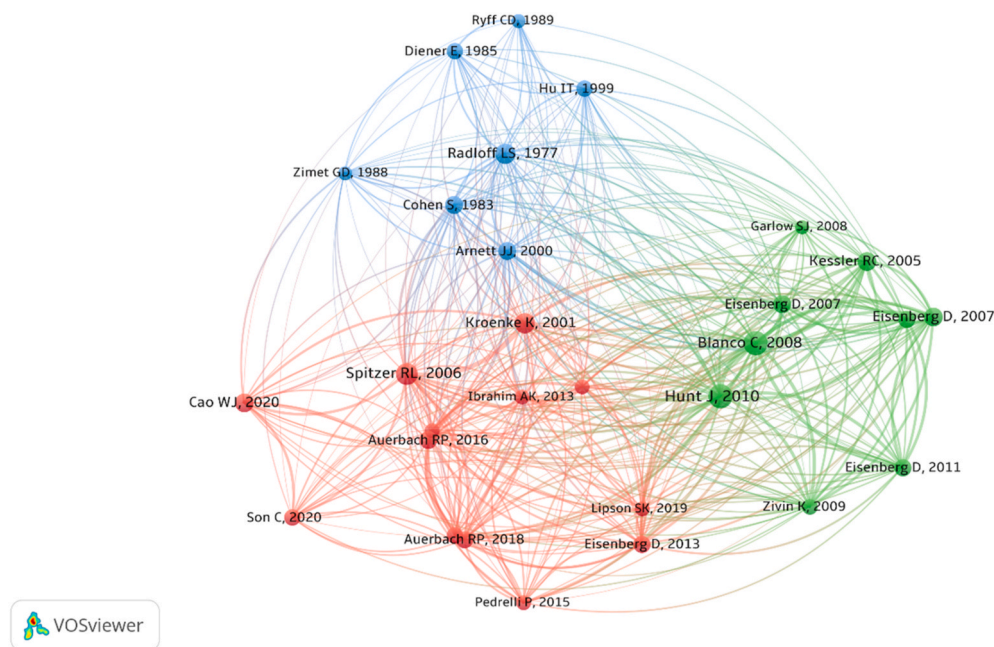 Ryff CD, 1989
Diener E, 1985
Hu IT, 1999
Radloff LS, 1977
Zimet GD, 1988
Cohen S, 1983
Garlow SJ, 2008
Arnett JJ, 2000
Kessler RC, 2005
Eisenberg D, 2007
Eisenberg D, 2007
Kroenke K, 2001
Blanco C, 2008
Spitzer RL, 2006
Ibrahim AK, 2013
Hunt J, 2010
Cao WJ, 2020
Auerbach RP, 2016
Eisenberg D, 2011
Lipson SK, 2019
Zivin K, 2009
Son C, 2020
Auerbach RP, 2018
Eisenberg D, 2013
Pedrelli P, 2015
VOSviewer